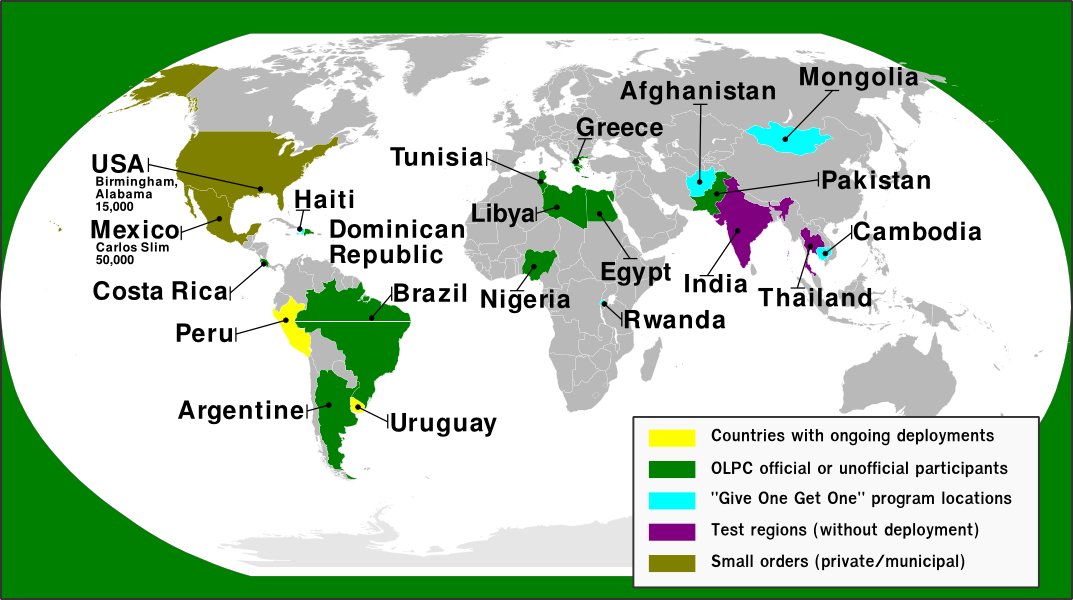 Mongolia
Afghanistan
Greece
Tunisia
Pakistan
USA
Birmingham,
Alabama
15,000
Haiti
Libya
Mexico
Carlos Slim
50,000
Dominican
Republic
Cambodia
Egypt
India
Costa Rica
Brazil
Nigeria
Thailand
Rwanda
Peru
Argentine
Uruguay
Countries with ongoing deployments
OLPC official or unofficial participants
"Give One Get One" program locations
Test regions (without deployment)
Small orders (private/municipal)